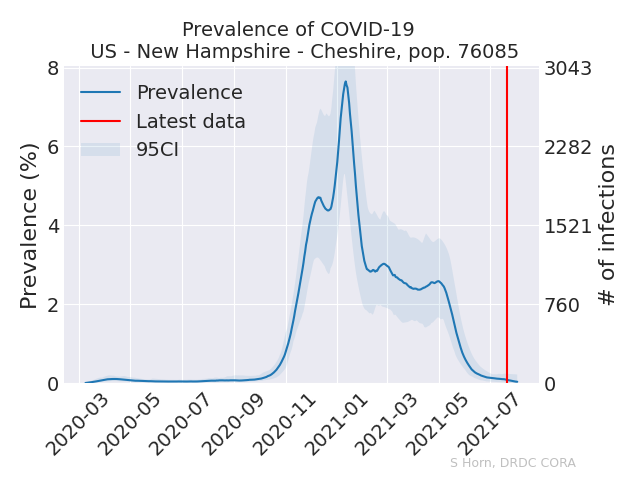 Prevalence of COVID-19
US - New Hampshire - Cheshire, pop. 76085
Prevalence
Latest data
95CI
Prevalence (%)
8
6
4
2
0
3043
2282
1521
760
0
# of infections
2020-03
2020-05
2020-07
2020-09
2020-11
2021-01
2021-03
2021-05
2021-07
S Horn, DRDC CORA